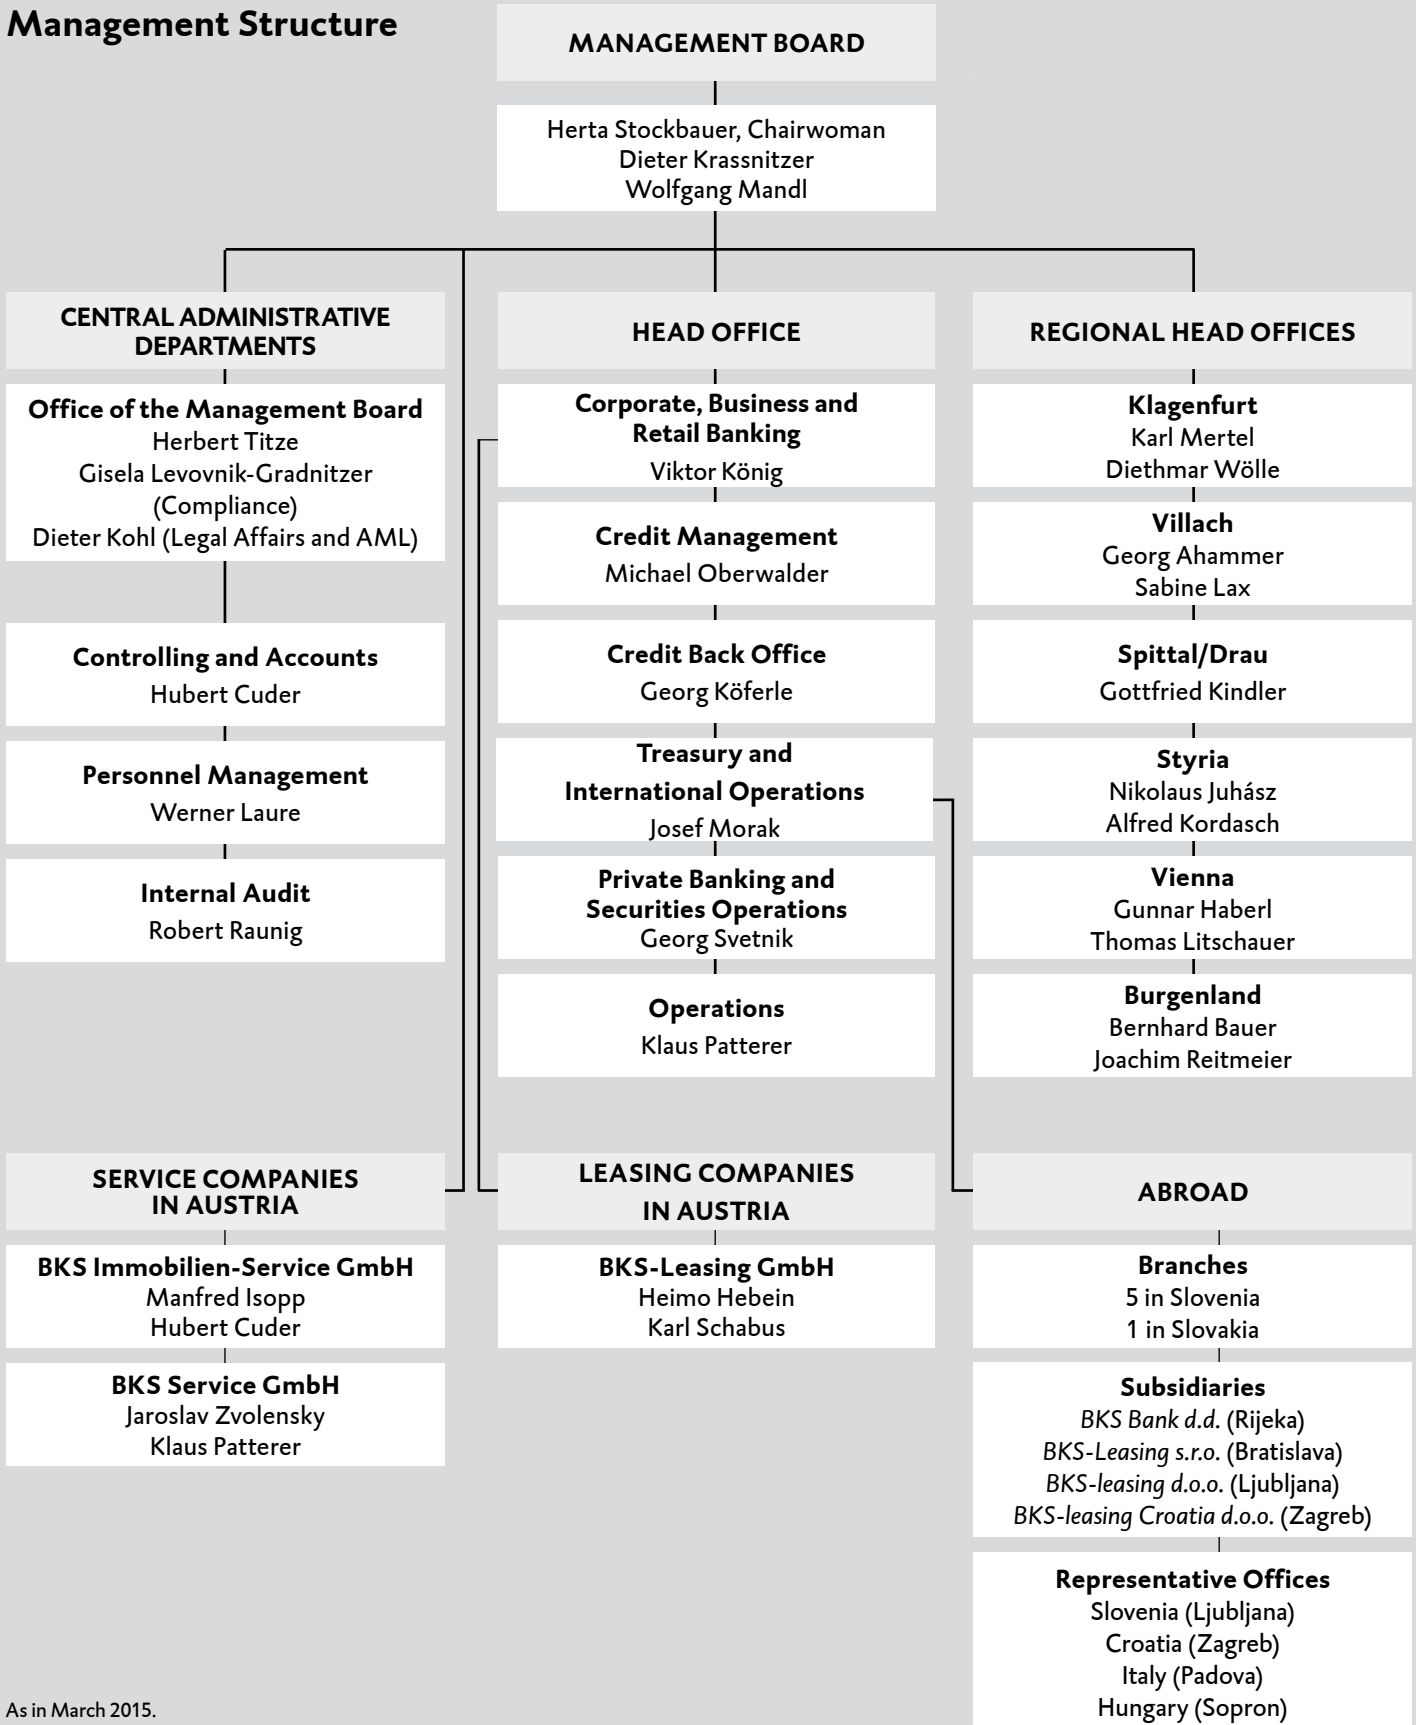 Management Structure
MANAGEMENT BOARD
Herta Stockbauer, Chairwoman
Dieter Krassnitzer
Wolfgang Mandl
CENTRAL ADMINISTRATIVE
DEPARTMENTS
Office of the Management Board
Herbert Titze
Gisela Levovnik-Gradnitzer
(Compliance)
Dieter Kohl (Legal Affairs and AML)
Controlling and Accounts
Hubert Cuder
Personnel Management
Werner Laure
Internal Audit
Robert Raunig
HEAD OFFICE
Corporate, Business and
Retail Banking
Viktor König
Credit Management
Michael Oberwalder
Credit Back Office
Georg Köferle
Treasury and
International Operations
Josef Morak
Private Banking and
Securities Operations
Georg Svetnik
Operations
Klaus Patterer
REGIONAL HEAD OFFICES
Klagenfurt
Karl Mertel
Diethmar Wölle
Villach
Georg Ahammer
Sabine Lax
Spittal/Drau
Gottfried Kindler
Styria
Nikolaus Juhász
Alfred Kordasch
Vienna
Gunnar Haberl
Thomas Litschauer
Burgenland
Bernhard Bauer
Joachim Reitmeier
SERVICE COMPANIES
IN AUSTRIA
BKS Immobilien-Service GmbH
Manfred Isopp
Hubert Cuder
BKS Service GmbH
Jaroslav Zvolensky
Klaus Patterer
LEASING COMPANIES
IN AUSTRIA
BKS-Leasing GmbH
Heimo Hebein
Karl Schabus
ABROAD
Branches
5 in Slovenia
1 in Slovakia
Subsidiaries
BKS Bank d.d. (Rijeka)
BKS-Leasing s.r.o. (Bratislava)
BKS-leasing d.o.o. (Ljubljana)
BKS-leasing Croatia d.o.o. (Zagreb)
Representative Offices
Slovenia (Ljubljana)
Croatia (Zagreb)
Italy (Padova)
Hungary (Sopron)
As in March 2015.